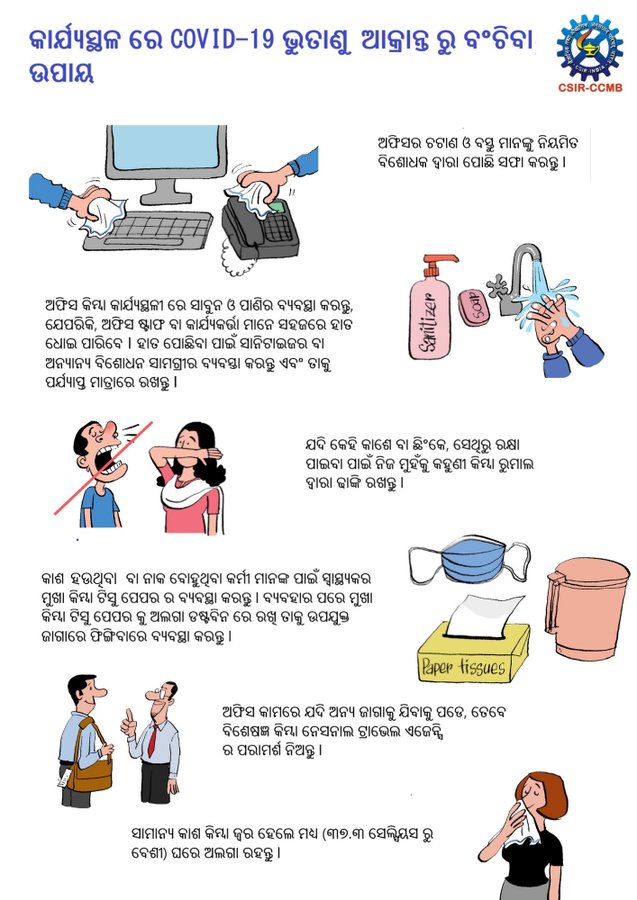 କାର୍ଯ୍ୟସ୍ଥଳ ରେ COVID-19 ଭୁତାଣୁ ଆକ୍ରାନ୍ତ ରୁ ବଂଚିବା
ଉପାୟ
CSIR-INDIA
CSIR-CCMB
ଅଫିସର ଚଟାଣ ଓ ବସ୍ତୁ ମାନଙ୍କୁ ନିୟମିତ
ବିଶୋଧକ ଦ୍ୱାରା ପୋଛି ସଫା କରନ୍ତୁ ।
Sanitizer
SOAP
ଅଫିସ କିମ୍ବା କାର୍ଯ୍ୟସ୍ଥଳୀ ରେ ସାବୁନ ଓ ପାଣିର ବ୍ୟବସ୍ଥା କରନ୍ତୁ,
ଯେପରିକି, ଅଫିସ ଷ୍ଟାଫ ବା କାର୍ଯ୍ୟକର୍ତ୍ତା ମାନେ ସହଜରେ ହାତ
ଧୋଇ ପାରିବେ । ହାତ ପୋଛିବା ପାଇଁ ସାନିଟାଇଜର ବା
ଅନ୍ୟାନ୍ୟ ବିଶୋଧନ ସାମଗ୍ରୀର ବ୍ୟବସ୍ତା କରନ୍ତୁ ଏବଂ ତାକୁ
ପର୍ଯ୍ୟାପ୍ତ ମାତ୍ରାରେ ରଖନ୍ତୁ ।
ଯଦି କେହି କାଶେ ବା ଛିଂକେ, ସେଥିରୁ ରକ୍ଷା
ପାଇବା ପାଇଁ ନିଜ ମୁହଁକୁ କହୁଣୀ କିମ୍ୱା ରୁମାଲ
ଦ୍ୱାରା ଢାଙ୍କି ରଖନ୍ତୁ ।
କାଶ ହଉଥିବା ବା ନାକ ବୋହୁଥିବା କର୍ମୀ ମାନଙ୍କ ପାଇଁ ସ୍ୱାସ୍ଥ୍ୟକର
ମୁଖା କିମ୍ୱା ଟିସୁ ପେପର ର ବ୍ୟବସ୍ଥା କରନ୍ତୁ । ବ୍ୟବହାର ପରେ ମୁଖା
କିମ୍ୱା ଟିସୁ ପେପର କୁ ଅଲଗା ଡଷ୍ଟବିନ ରେ ରଖି ତାକୁ ଉପଯୁକ୍ତ
ଜାଗାରେ ଫିଙ୍ଗିବାରେ ବ୍ୟବସ୍ଥା କରନ୍ତୁ ।
Paper tissues
ଅଫିସ କାମରେ ଯଦି ଅନ୍ୟ ଜାଗାକୁ ଯିବାକୁ ପଡେ, ତେବେ
ବିଶେଷଜ୍ଞ କିମ୍ୱା ନେସନାଲ ଟ୍ରାଭେଲ ଏଜେନ୍ସି
ର ପରାମର୍ଶ ନିଅନ୍ତୁ ।
ସାମାନ୍ୟ କାଶ କିମ୍ୱା ଜ୍ୱର ହେଲେ ମଧ୍ୟ (୩୭.୩ ସେଲ୍ସିୟସ ରୁ
ବେଶୀ) ଘରେ ଅଲଗା ରହନ୍ତୁ ।